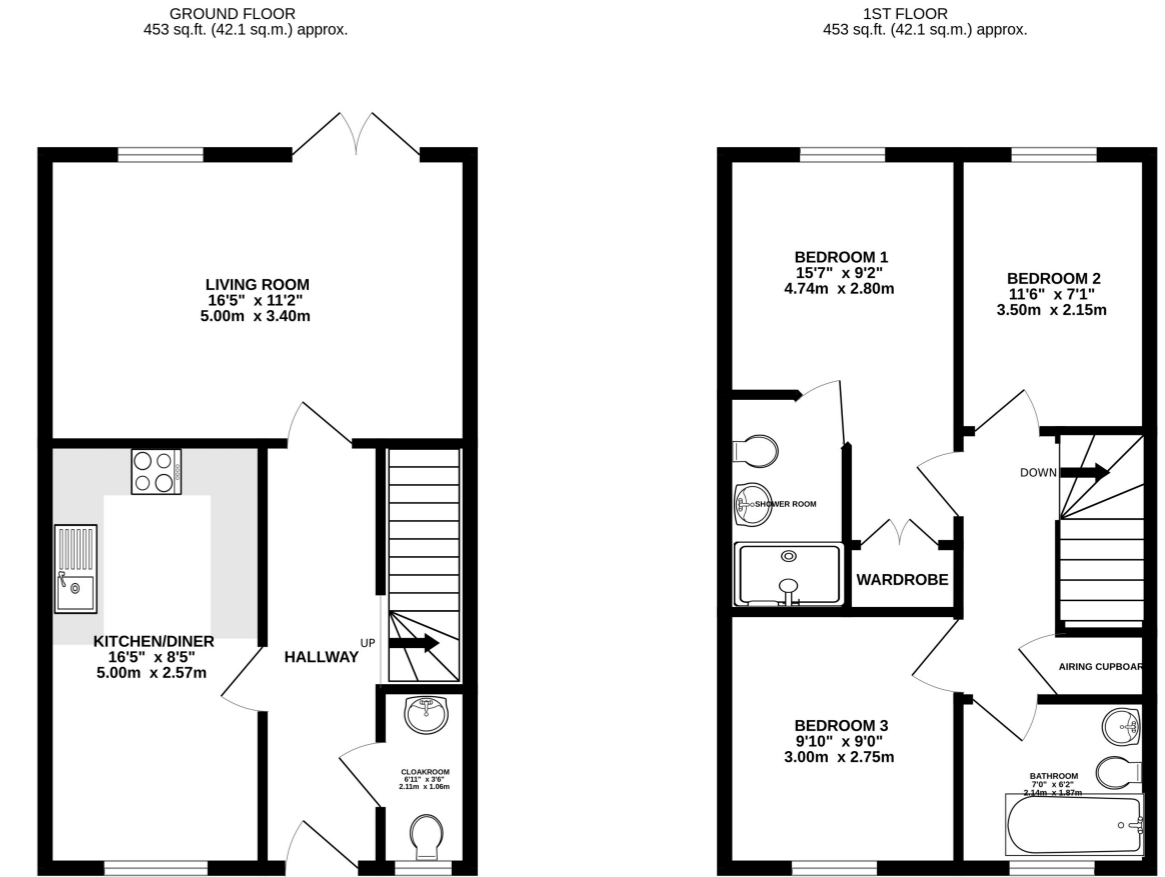 GROUND FLOOR
453 sq.ft. (42.1 sq.m.) approx.
1ST FLOOR
453 sq.ft. (42.1 sq.m.) approx.
LIVING ROOM
16'5" x 11'2"
5.00m x 3.40m
KITCHEN/DINER
16'5" x 8'5"
5.00m x 2.57m
HALLWAY
UP
CLOAKROOM
6'11" x 3'6"
2.11m x 1.06m
BEDROOM 1
15'7" x 9'2"
4.74m x 2.80m
BEDROOM 2
11'6" x 7'1"
3.50m x 2.15m
DOWN
SHOWER ROOM
WARDROBE
AIRING CUPBOAR
BEDROOM 3
9'10" x 9'0"
3.00m x 2.75m
BATHROOM
7'0" x 6'2"
2.14m x 1.87m